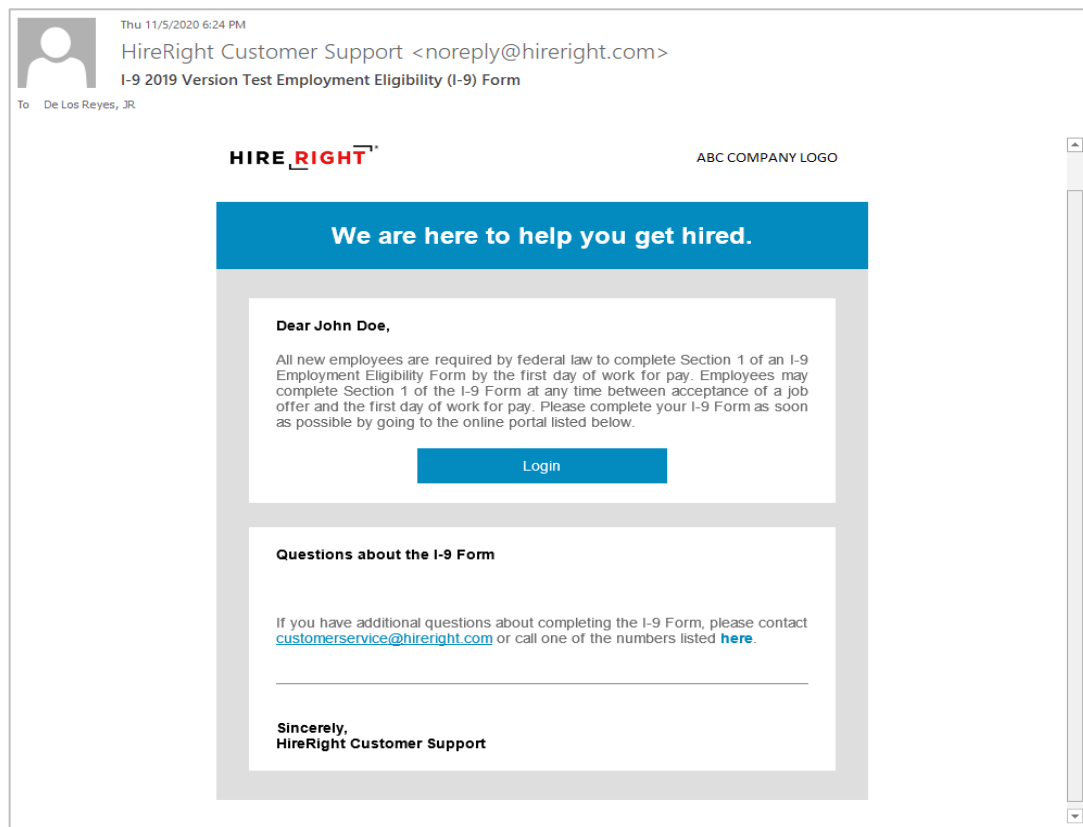 Thu 11/5/2020 6:24 PM
HireRight Customer Support <noreply@hireright.com>
I-9 2019 Version Test Employment Eligibility (I-9) Form
To De Los Reyes, JR
HIRE RIGHT
ABC COMPANY LOGO
We are here to help you get hired.
Dear John Doe,
All new employees are required by federal law to complete Section 1 of an I-9
Employment Eligibility Form by the first day of work for pay. Employees may
complete Section 1 of the I-9 Form at any time between acceptance of a job
offer and the first day of work for pay. Please complete your I-9 Form as soon
as possible by going to the online portal listed below.
Login
Questions about the I-9 Form
If you have additional questions about completing the I-9 Form, please contact
customerservice@hireright.com or call one of the numbers listed here.
Sincerely,
HireRight Customer Support